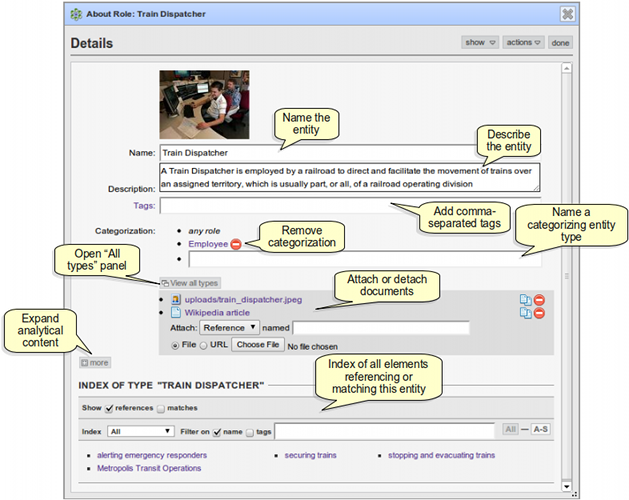 About Role: Train Dispatcher
Details
show
actions
done
Name the
entity
Describe
the entity
Name:
Train Dispatcher
A Train Dispatcher is employed by a railroad to direct and facilitate the movement of trains over
an assigned territory, which is usually part, or all, of a railroad operating division
Description:
Tags:
Add comma-
separated tags
Name a
categorizing entity
type
Categorization:
• any role
• Employee
•
Remove
categorization
Open “All
types” panel
View all types
Attach or detach
documents
• uploads/train_dispatcher.jpeg
• Wikipedia article
Attach: Reference named
File URL Choose File No file chosen
Expand
analytical
content
more
Index of all elements
referencing or
matching this entity
INDEX OF TYPE "TRAIN DISPATCHER"
Show references matches
Index All Filter on name tags All — A-S
alerting emergency responders securing trains stopping and evacuating trains
Metropolis Transit Operations